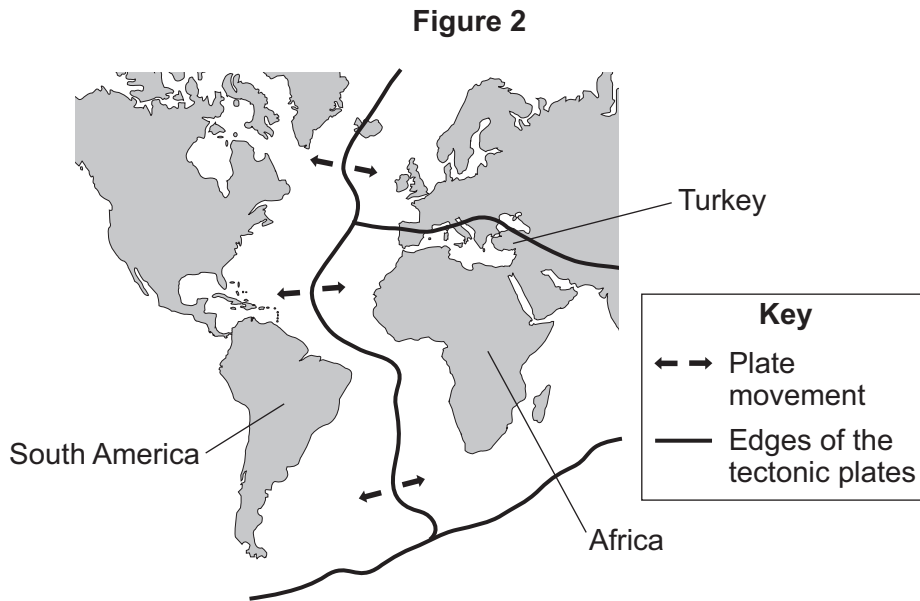 Figure 2
Turkey
Key
Plate
movement
Edges of the
tectonic plates
South America
Africa